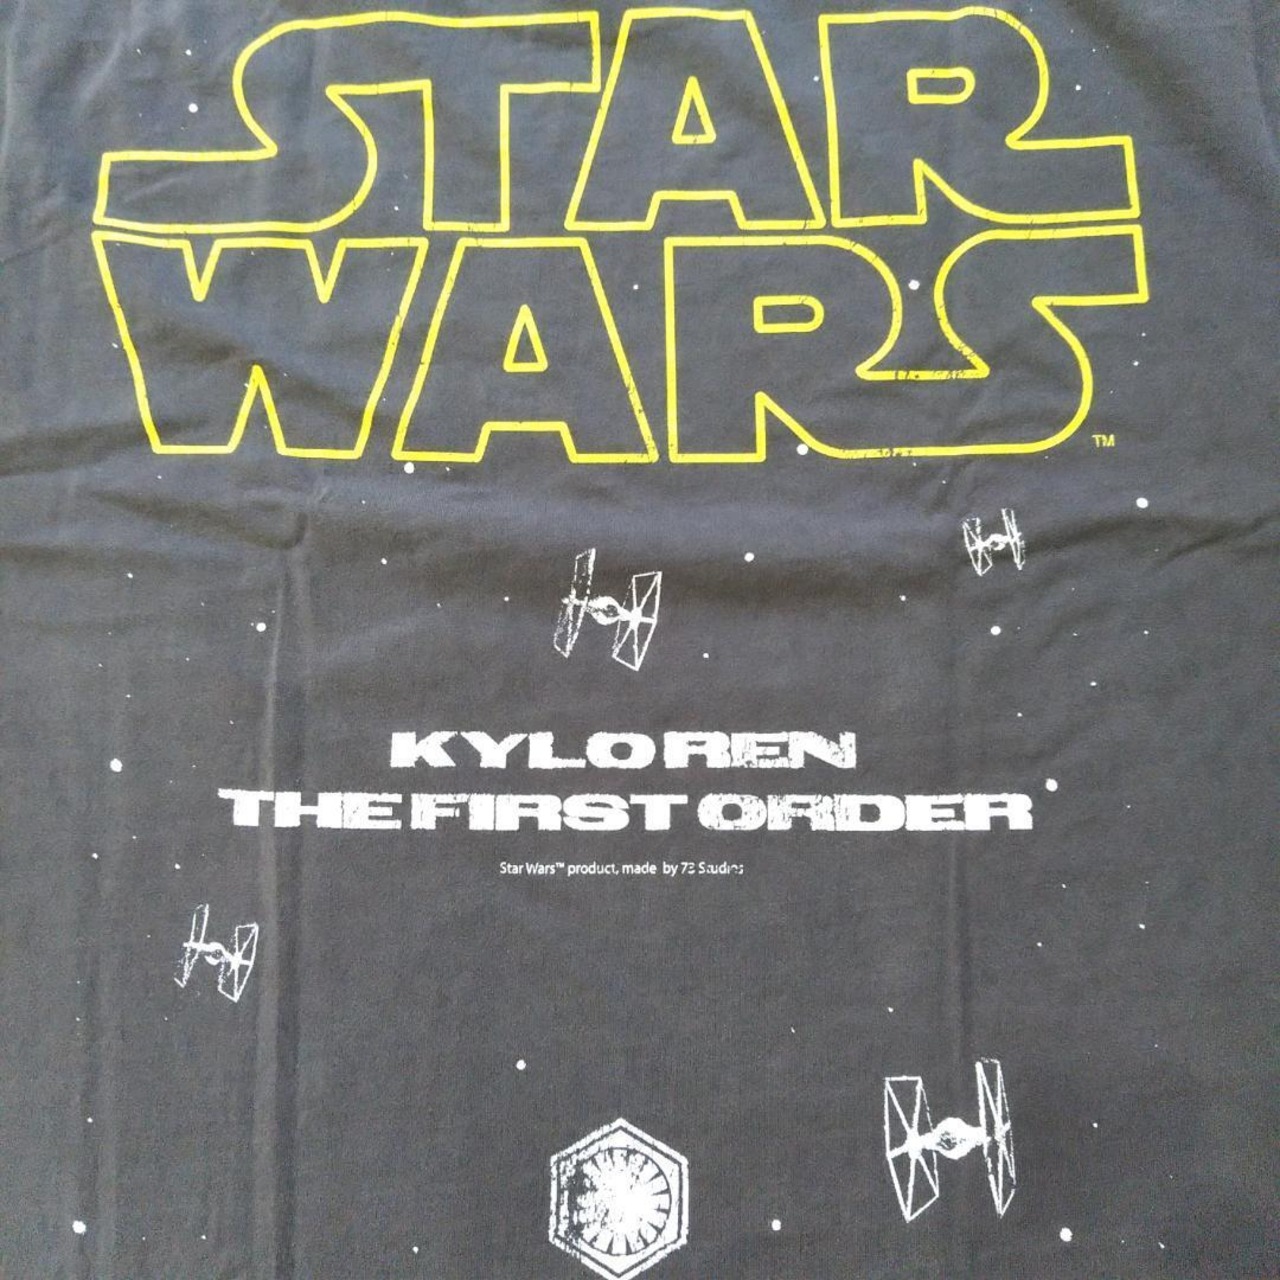 STAR
WARS
TM
KYLO REN
THE FIRST ORDER
Star Wars™ product, made by 73 Studios